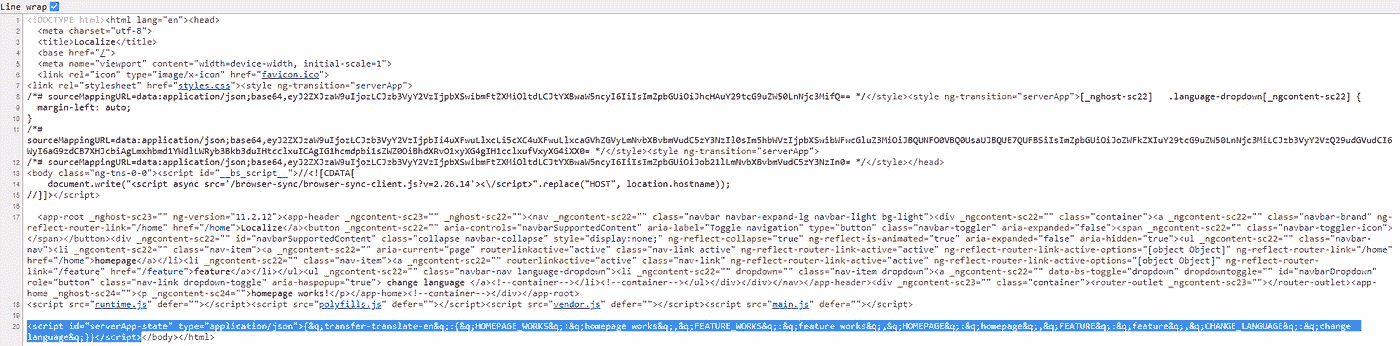 Line wrap
1 <!DOCTYPE html><html lang="en"><head>
2 <meta charset="utf-8">
3 <title>Localize</title>
4 <base href="/">
5 <meta name="viewport" content="width=device-width, initial-scale=1">
6 <link rel="icon" type="image/x-icon" href="favicon.ico">
7 <link rel="stylesheet" href="styles.css"><style ng-transition="serverApp">
8 /*# */</style><style ng-transition="serverApp">[_nghost-sc22] .language-dropdown[_ngcontent-sc22] {
9 margin-left: auto;
10 }
11 /*#
*/</style><style ng-transition="serverApp">
12 /*# */</style></head>
13 <body class="ng-tns-0-0"><script id="__bs_script__">//<![CDATA[
14 document.write("<script async src='/browser-sync/browser-sync-client.js?v=2.26.14'><\/script>".replace("HOST", location.hostname));
15 //]]></script>
16
17 <app-root _nghost-sc23="" ng-version="11.2.12"><app-header _ngcontent-sc23="" _nghost-sc22=""><nav _ngcontent-sc22="" class="navbar navbar-expand-lg navbar-light bg-light"><div _ngcontent-sc22="" class="container"><a _ngcontent-sc22="" class="navbar-brand" ng-
reflect-router-link="/home" href="/home">Localize</a><button _ngcontent-sc22="" aria-controls="navbarSupportedContent" aria-label="Toggle navigation" type="button" class="navbar-toggler" aria-expanded="false"><span _ngcontent-sc22="" class="navbar-toggler-icon">
</span></button><div _ngcontent-sc22="" id="navbarSupportedContent" class="collapse navbar-collapse" style="display:none;" ng-reflect-collapse="true" ng-reflect-is-animated="true" aria-expanded="false" aria-hidden="true"><ul _ngcontent-sc22="" class="navbar-
nav"><li _ngcontent-sc22="" class="nav-item"><a _ngcontent-sc22="" aria-current="page" routerlinkactive="active" class="nav-link active" ng-reflect-router-link-active="active" ng-reflect-router-link-active-options="[object Object]" ng-reflect-router-link="/home"
href="/home">homepage</a></li><li _ngcontent-sc22="" class="nav-item"><a _ngcontent-sc22="" routerlinkactive="active" class="nav-link" ng-reflect-router-link-active="active" ng-reflect-router-link-active-options="[object Object]" ng-reflect-router-
link="/feature" href="/feature">feature</a></li></ul><ul _ngcontent-sc22="" class="navbar-nav language-dropdown"><li _ngcontent-sc22="" dropdown="" class="nav-item dropdown"><a _ngcontent-sc22="" data-bs-toggle="dropdown" dropdowntoggle="" id="navbarDropdown"
role="button" class="nav-link dropdown-toggle" aria-haspopup="true"> change language </a><!--container--></li><!--container--></ul></div></div></nav></app-header><div _ngcontent-sc23="" class="container"><router-outlet _ngcontent-sc23=""></router-outlet><app-
home _nghost-sc24=""><p _ngcontent-sc24="">homepage works!</p></app-home><!--container--></div></app-root>
18 <script src="runtime.js" defer=""></script><script src="polyfills.js" defer=""></script><script src="vendor.js" defer=""></script><script src="main.js" defer=""></script>
19
20 <script id="serverApp-state" type="application/json">{&q;transfer-translate-en&q;:{&q;HOMEPAGE_WORKS&q;:&q;homepage works&q;,&q;FEATURE_WORKS&q;:&q;feature works&q;,&q;HOMEPAGE&q;:&q;homepage&q;,&q;FEATURE&q;:&q;feature&q;,&q;CHANGE_LANGUAGE&q;:&q;change
language&q;}}</script></body></html>